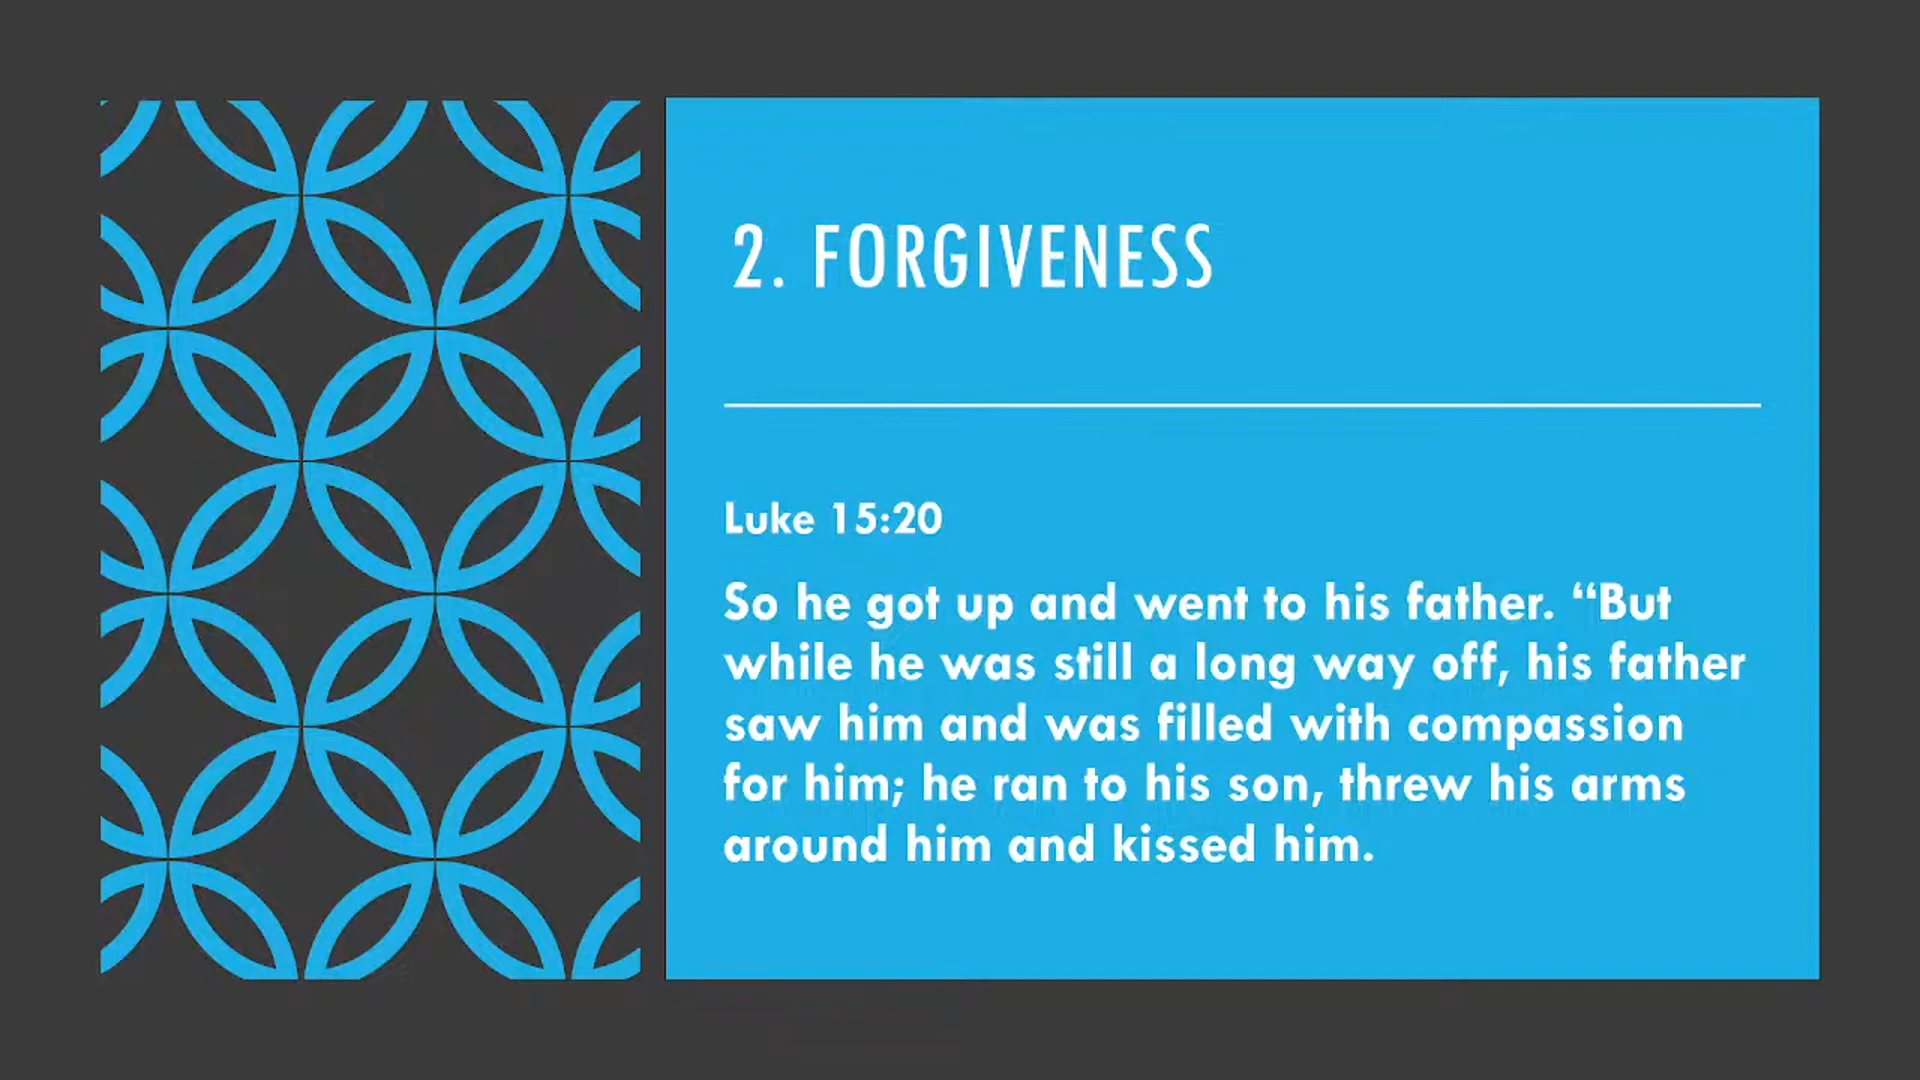 2. FORGIVENESS
Luke 15:20
So he got up and went to his father. “But
while he was still a long way off, his father
saw him and was filled with compassion
for him; he ran to his son, threw his arms
around him and kissed him.